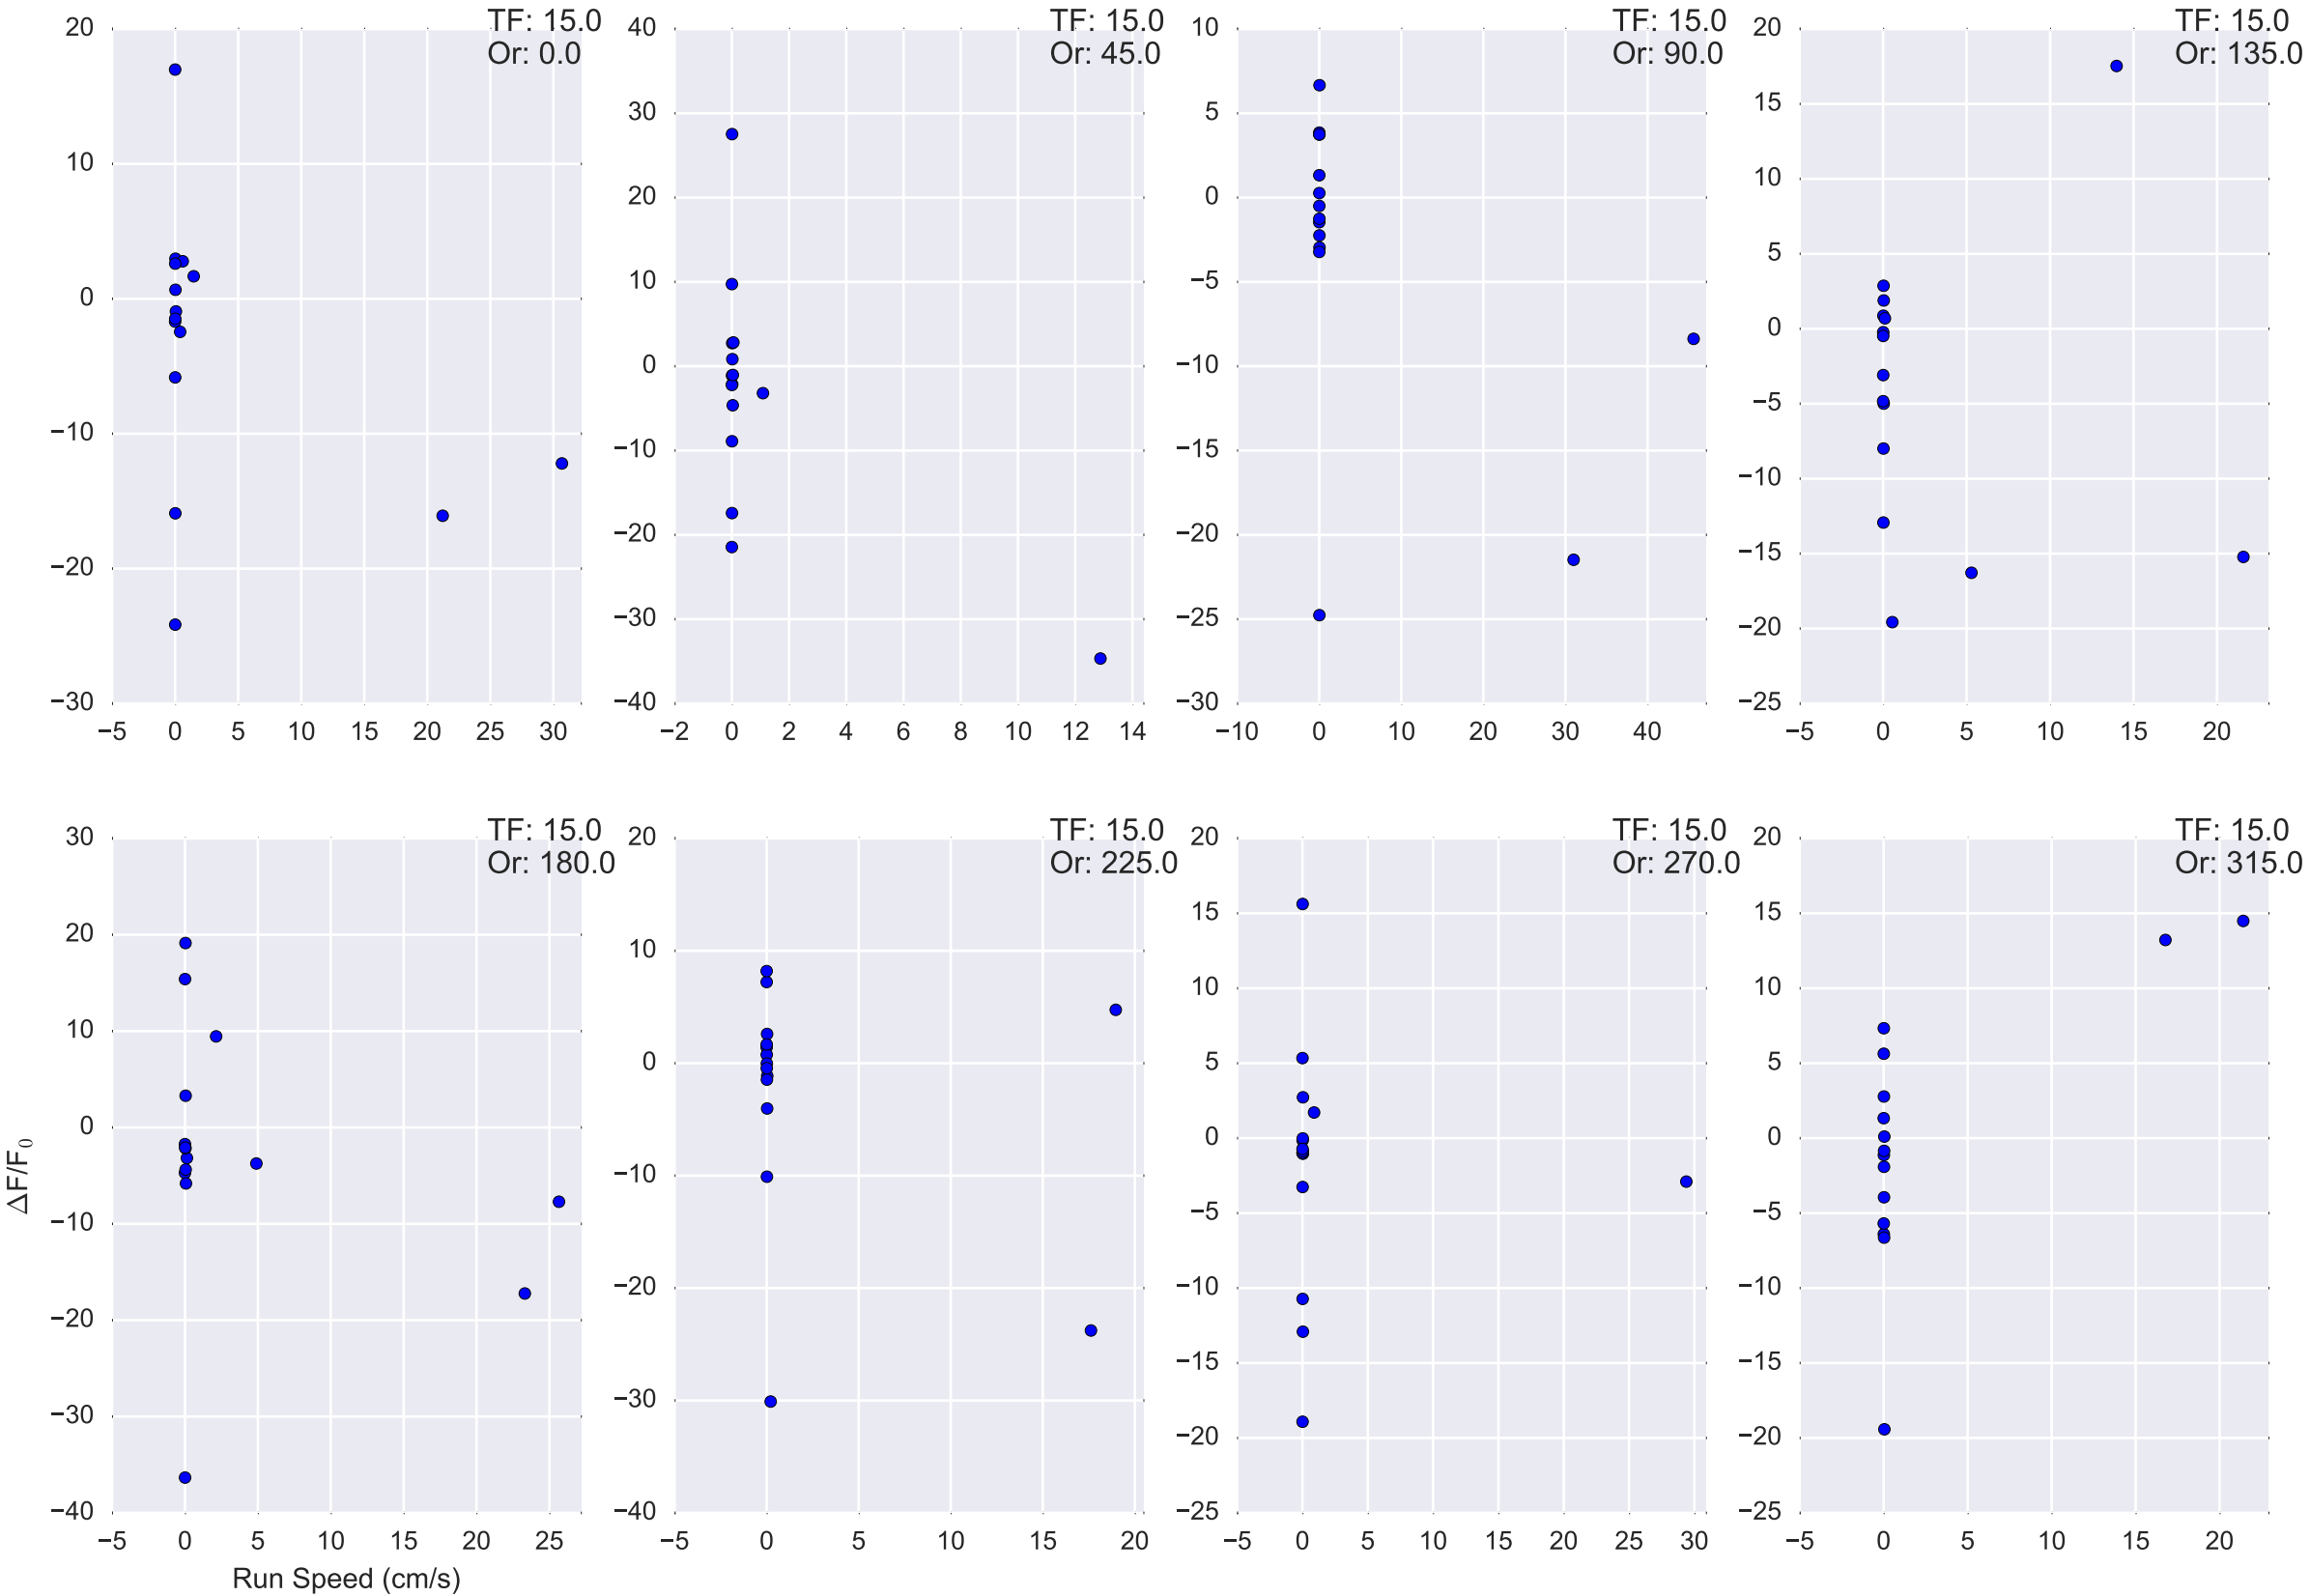 TF: 15.0
Or: 0.0
20
10
0
−10
−20
−30
−5 0 5 10 15 20 25 30
TF: 15.0
Or: 45.0
40
30
20
10
0
−10
−20
−30
−40
−2 0 2 4 6 8 10 12 14
TF: 15.0
Or: 90.0
10
5
0
−5
−10
−15
−20
−25
−30
−10 0 10 20 30 40
TF: 15.0
Or: 135.0
20
15
10
5
0
−5
−10
−15
−20
−25
−5 0 5 10 15 20
TF: 15.0
Or: 180.0
30
20
10
0
−10
−20
−30
−40
ΔF/F₀
−5 0 5 10 15 20 25
Run Speed (cm/s)
TF: 15.0
Or: 225.0
20
10
0
−10
−20
−30
−40
−5 0 5 10 15 20
TF: 15.0
Or: 270.0
20
15
10
5
0
−5
−10
−15
−20
−25
−5 0 5 10 15 20 25 30
TF: 15.0
Or: 315.0
20
15
10
5
0
−5
−10
−15
−20
−25
−5 0 5 10 15 20